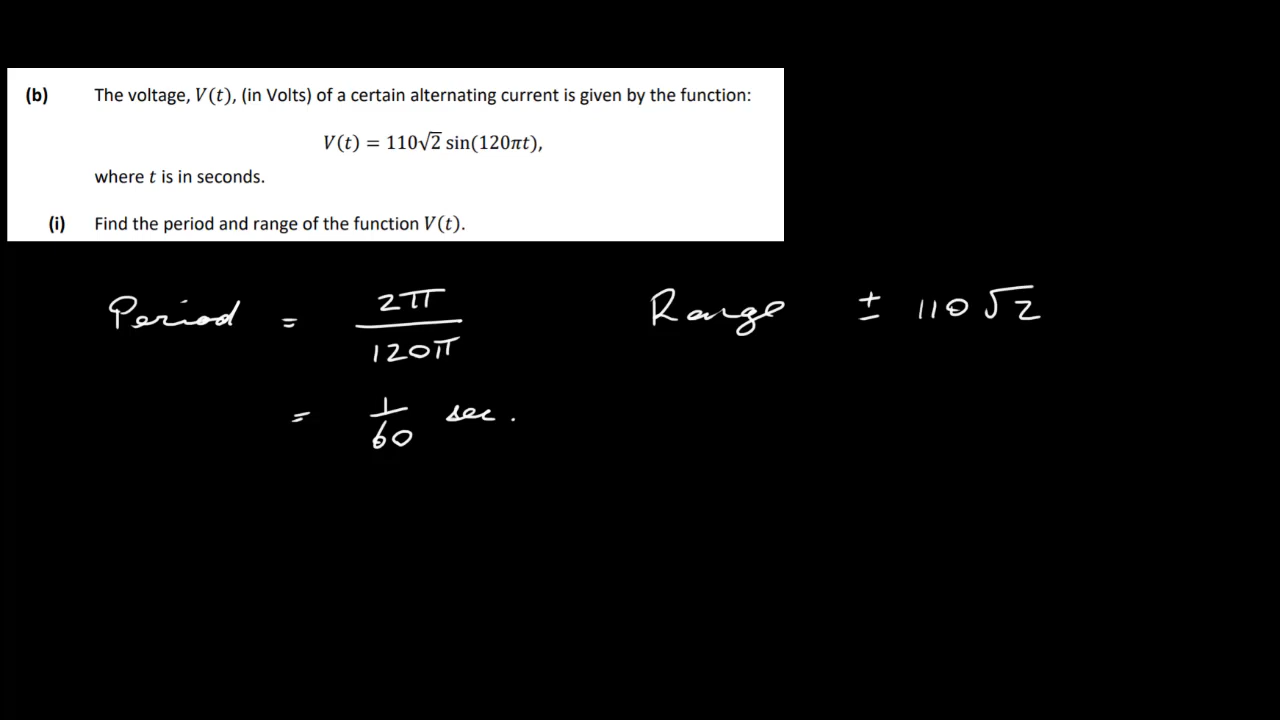 (b) The voltage, V(t), (in Volts) of a certain alternating current is given by the function:
V(t) = 110√2 sin(120πt),
where t is in seconds.
(i) Find the period and range of the function V(t).
Period = 2π/120π
Range ± 110√2
= 1/60 sec.